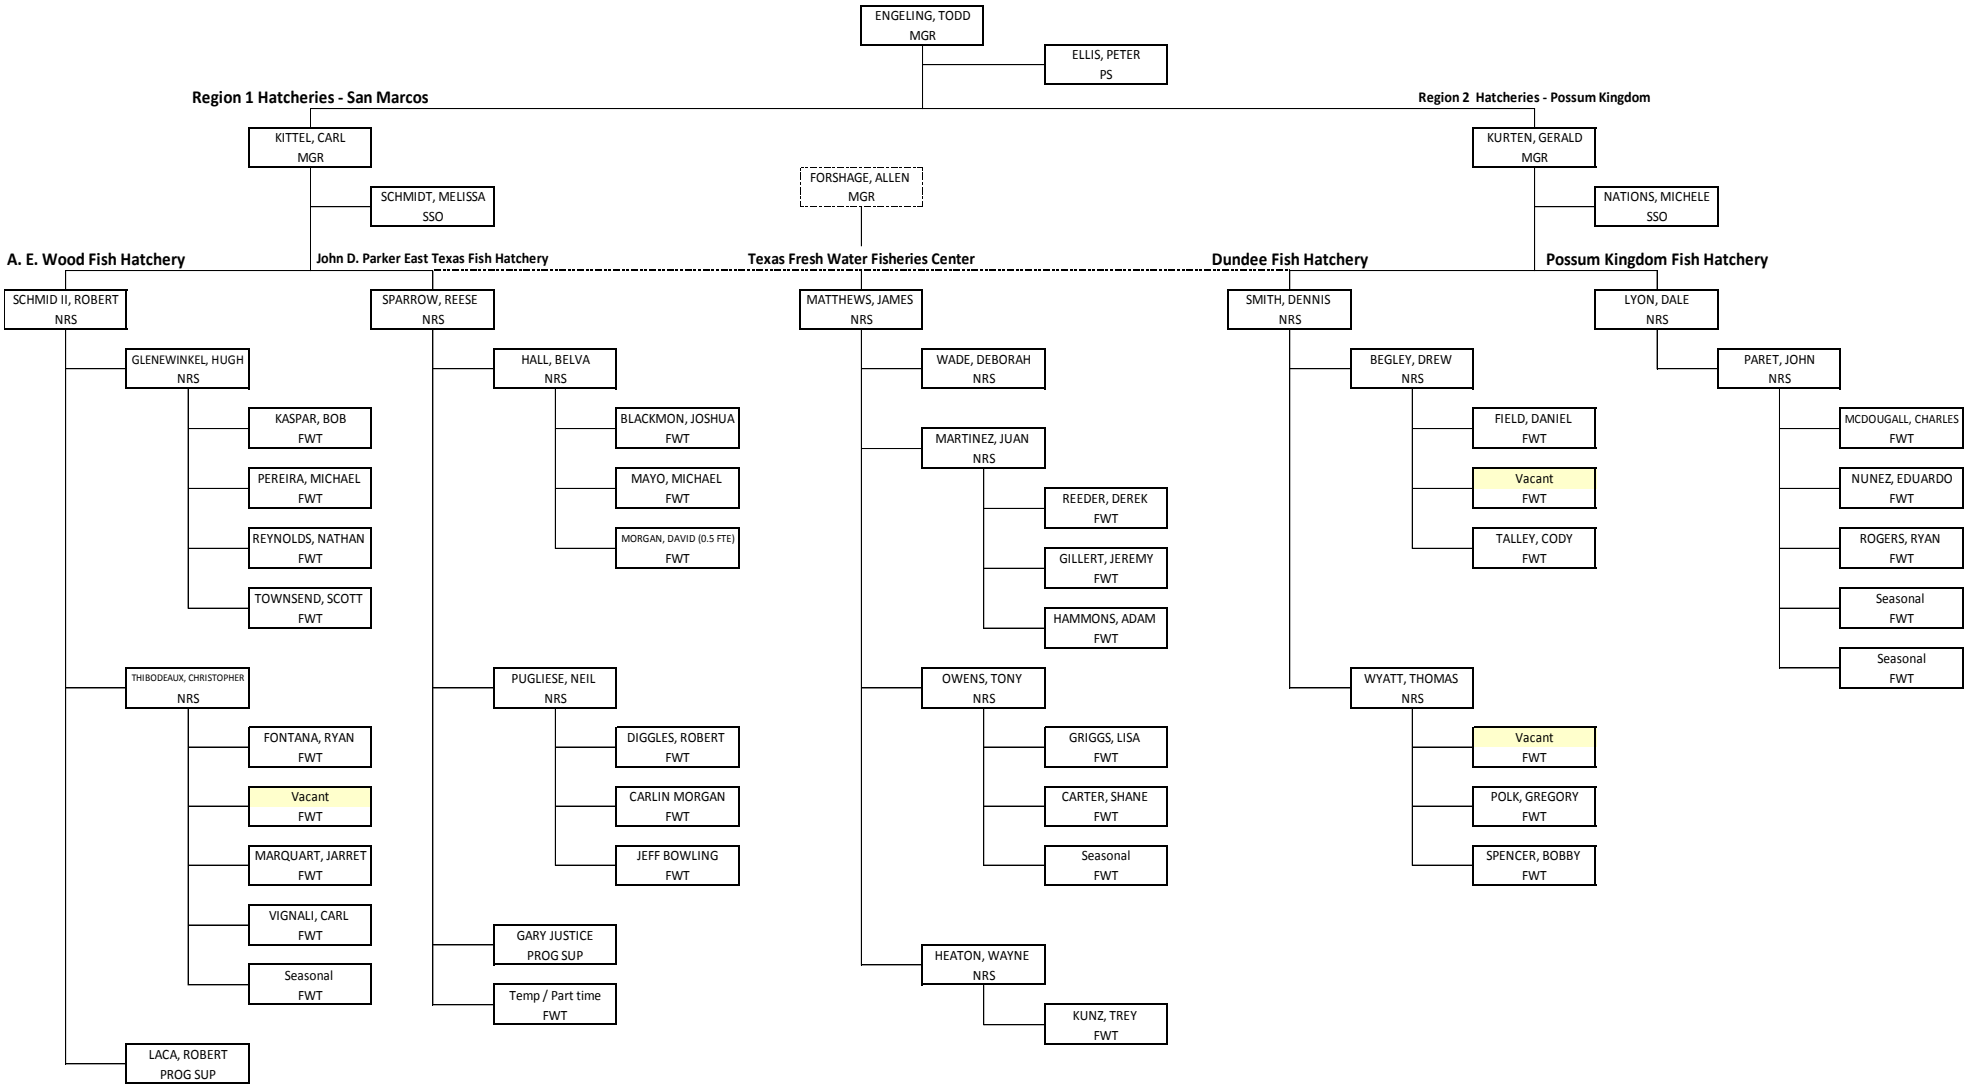 ENGELING, TODD
MGR
ELLIS, PETER
PS
Region 1 Hatcheries - San Marcos
Region 2  Hatcheries - Possum Kingdom
KITTEL, CARL
MGR
KURTEN, GERALD
MGR
FORSHAGE, ALLEN
MGR
SCHMIDT, MELISSA
SSO
NATIONS, MICHELE
SSO
A. E. Wood Fish Hatchery
John D. Parker East Texas Fish Hatchery
Texas Fresh Water Fisheries Center
Dundee Fish Hatchery
Possum Kingdom Fish Hatchery
SCHMID II, ROBERT
NRS
GLENEWINKEL, HUGH
NRS
KASPAR, BOB
FWT
PEREIRA, MICHAEL
FWT
REYNOLDS, NATHAN
FWT
TOWNSEND, SCOTT
FWT
THIBODEAUX, CHRISTOPHER
NRS
FONTANA, RYAN
FWT
Vacant
FWT
MARQUART, JARRET
FWT
VIGNALI, CARL
FWT
Seasonal
FWT
LACA, ROBERT
PROG SUP
SPARROW, REESE
NRS
HALL, BELVA
NRS
BLACKMON, JOSHUA
FWT
MAYO, MICHAEL
FWT
MORGAN, DAVID (0.5 FTE)
FWT
PUGLIESE, NEIL
NRS
DIGGLES, ROBERT
FWT
CARLIN MORGAN
FWT
JEFF BOWLING
FWT
GARY JUSTICE
PROG SUP
Temp / Part time
FWT
MATTHEWS, JAMES
NRS
WADE, DEBORAH
NRS
MARTINEZ, JUAN
NRS
REEDER, DEREK
FWT
GILLERT, JEREMY
FWT
HAMMONS, ADAM
FWT
OWENS, TONY
NRS
GRIGGS, LISA
FWT
CARTER, SHANE
FWT
Seasonal
FWT
HEATON, WAYNE
NRS
KUNZ, TREY
FWT
SMITH, DENNIS
NRS
BEGLEY, DREW
NRS
FIELD, DANIEL
FWT
Vacant
FWT
TALLEY, CODY
FWT
WYATT, THOMAS
NRS
Vacant
FWT
POLK, GREGORY
FWT
SPENCER, BOBBY
FWT
LYON, DALE
NRS
PARET, JOHN
NRS
MCDOUGALL, CHARLES
FWT
NUNEZ, EDUARDO
FWT
ROGERS, RYAN
FWT
Seasonal
FWT
Seasonal
FWT